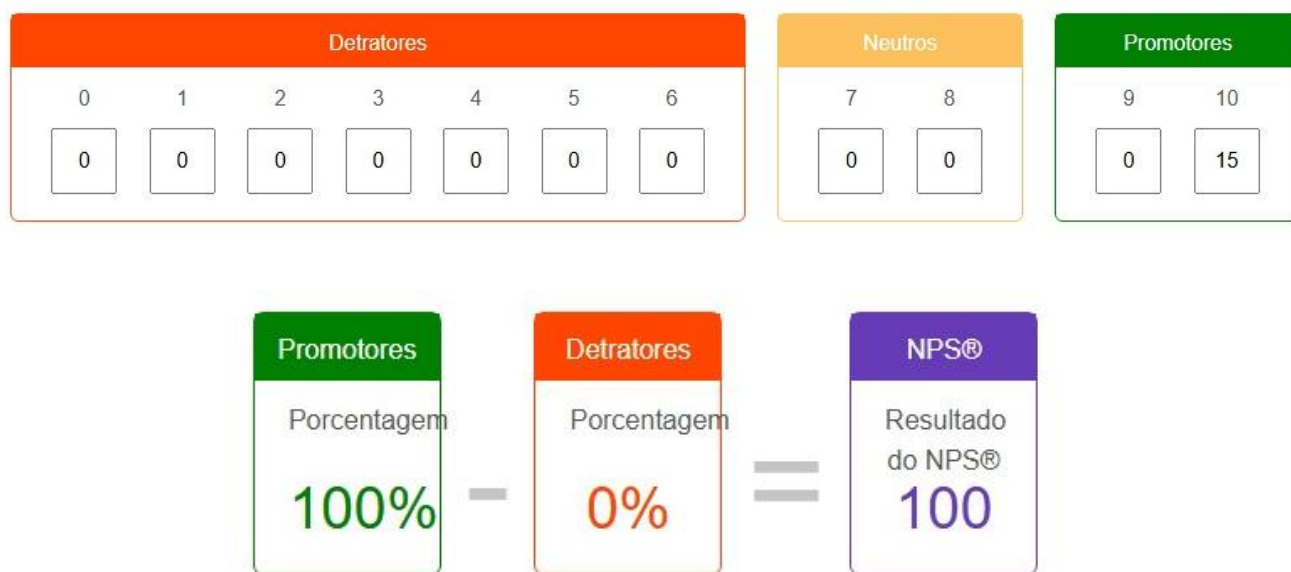 Detratores
0 1 2 3 4 5 6
0 0 0 0 0 0 0
Neutros
7 8
0 0
Promotores
9 10
0 15
Promotores
Porcentagem
100%
-
Detratores
Porcentagem
0%
=
NPS®
Resultado
do NPS®
100